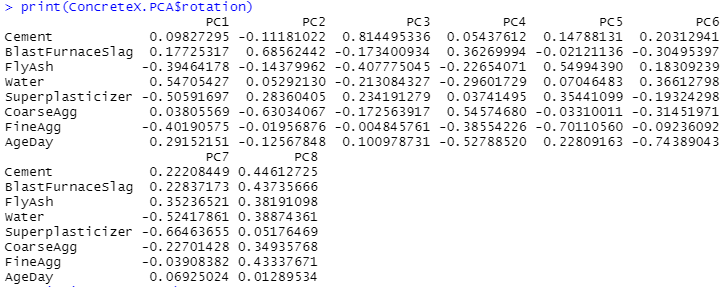 > print(ConcreteX.PCA$rotation)
PC1 PC2 PC3 PC4 PC5 PC6
Cement 0.09827295 -0.11181022 0.814495336 0.05437612 0.14788131 0.20312941
BlastFurnaceSlag 0.17725317 0.68562442 -0.173400934 0.36269994 -0.02121136 -0.30495397
FlyAsh -0.39464178 -0.14379962 -0.407775045 -0.22654071 0.54994390 0.18309239
Water 0.54705427 0.05292130 -0.213084327 -0.29601729 0.07046483 0.36612798
Superplasticizer -0.50591697 0.28360405 0.234191279 0.03741495 0.35441099 -0.19324298
CoarseAgg 0.03805569 -0.63034067 -0.172563917 0.54574680 -0.03310011 -0.31451971
FineAgg -0.40190575 -0.01956876 -0.004845761 -0.38554226 -0.70110560 -0.09236092
AgeDay 0.29152151 -0.12567848 0.100978731 -0.52788520 0.22809163 -0.74389043
PC7 PC8
Cement 0.22208449 0.44612725
BlastFurnaceSlag 0.22837173 0.43735666
FlyAsh 0.35236521 0.38191098
Water -0.52417861 0.38874361
Superplasticizer -0.66463655 0.05176469
CoarseAgg -0.22701428 0.34935768
FineAgg -0.03908382 0.43337671
AgeDay 0.06925024 0.01289534